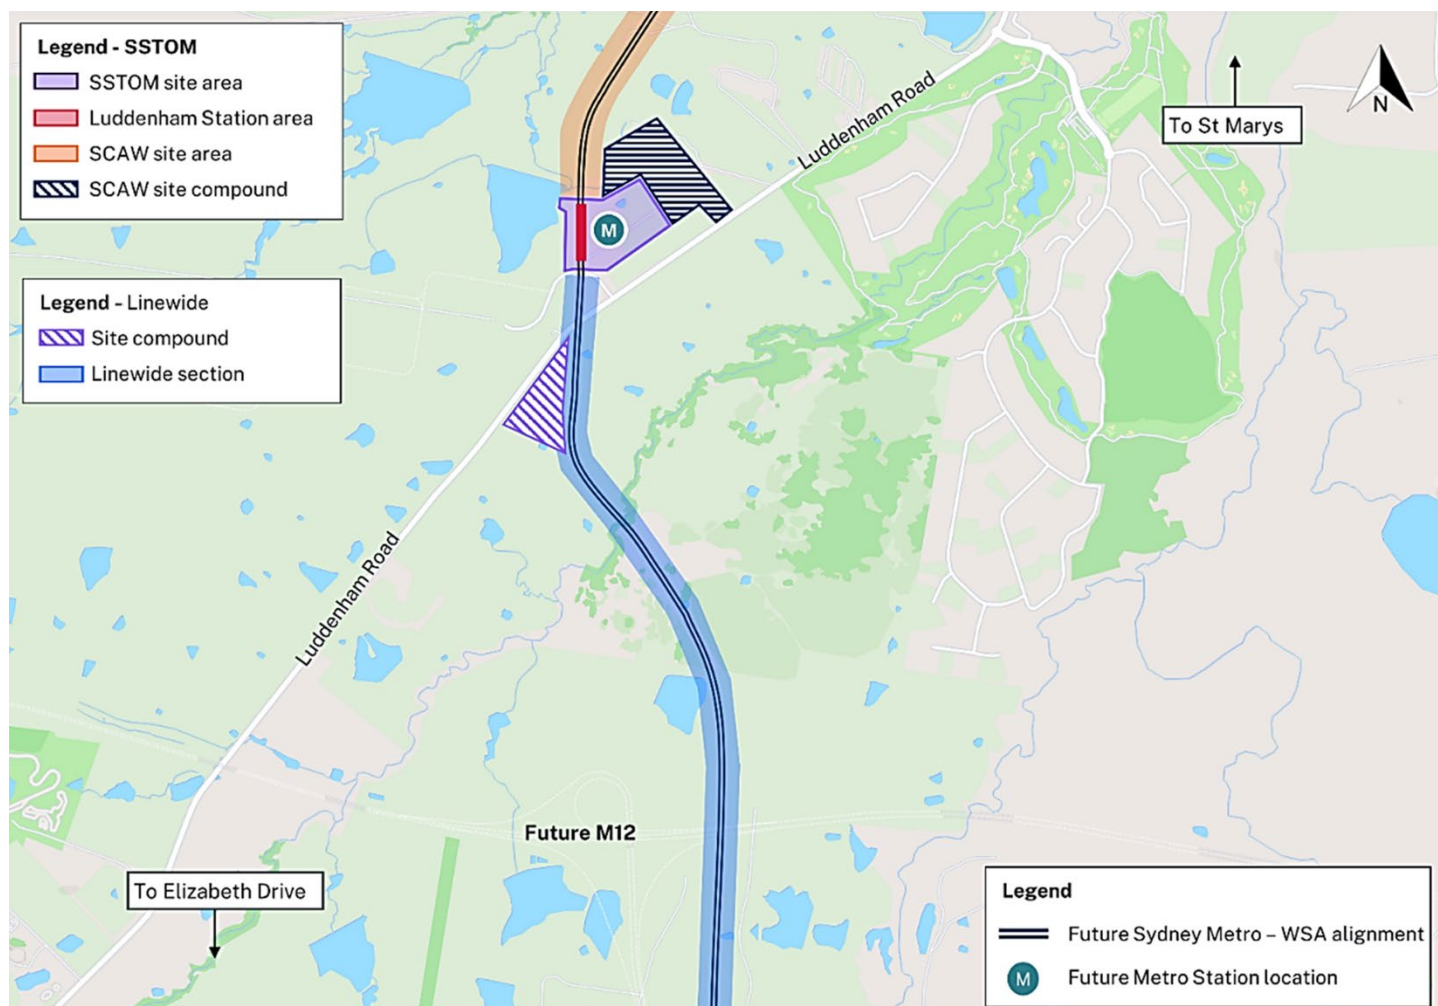 Legend - SSTOM
SSTOM site area
Luddenham Station area
SCAW site area
SCAW site compound
Legend - Linewide
Site compound
Linewide section
Luddenham Road
To St Marys
N
M
Luddenham Road
Future M12
To Elizabeth Drive
Legend
Future Sydney Metro – WSA alignment
M
Future Metro Station location